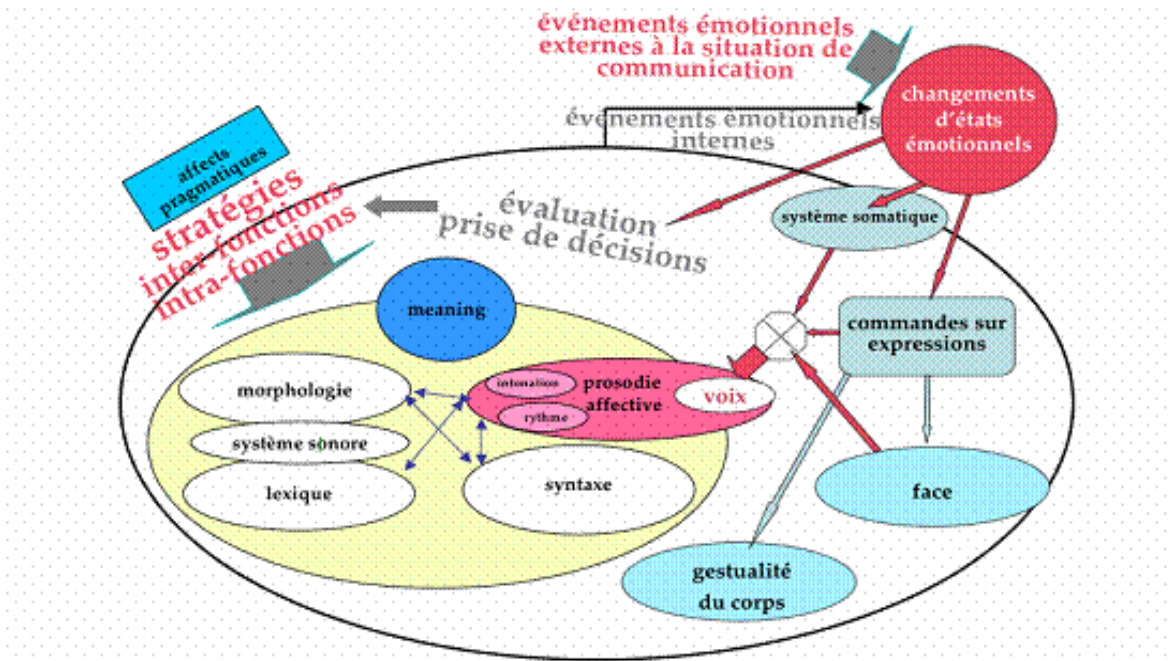 événements émotionnels
externes à la situation de
communication
changements
d'états
émotionnels
événements émotionnels
internes
affects
pragmatiques
stratégies
inter-fonctions
intra-fonctions
évaluation
prise de décisions
système somatique
meaning
commandes sur
expressions
morphologie
intonation
prosodie
affective
voix
rythme
système sonore
lexique
syntaxe
face
gestualité
du corps